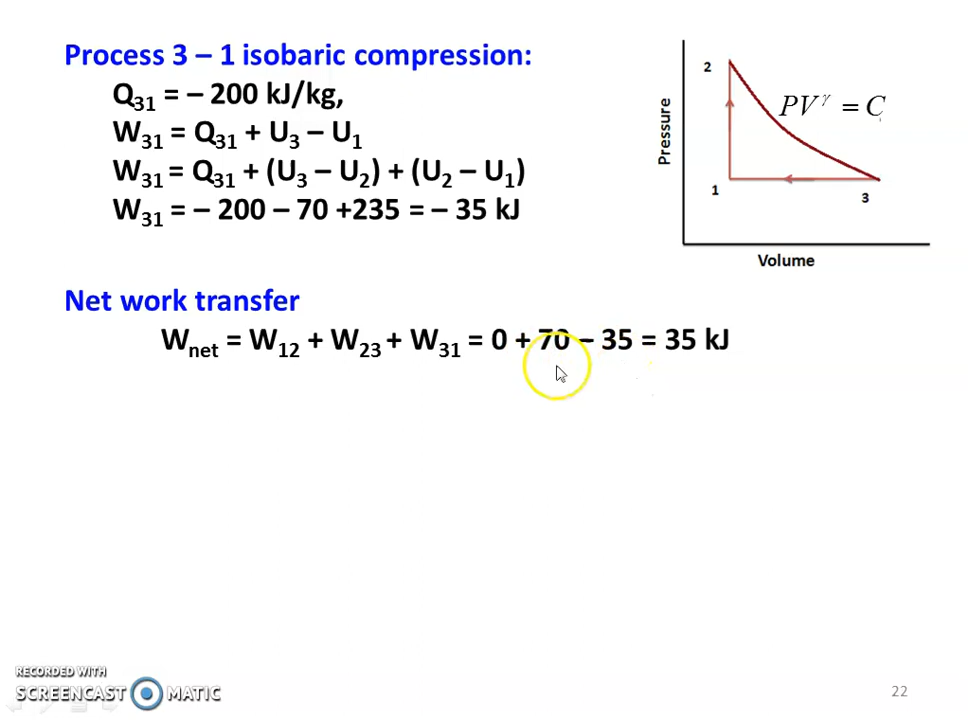 Process 3 – 1 isobaric compression:
Q31 = – 200 kJ/kg,
W31 = Q31 + U3 – U1
W31 = Q31 + (U3 – U2) + (U2 – U1)
W31 = – 200 – 70 +235 = – 35 kJ
2
PV^γ = C
Pressure
1
3
Volume
Net work transfer
Wnet = W12 + W23 + W31 = 0 + 70 – 35 = 35 kJ
RECORDED WITH
SCREENCAST MATIC
22